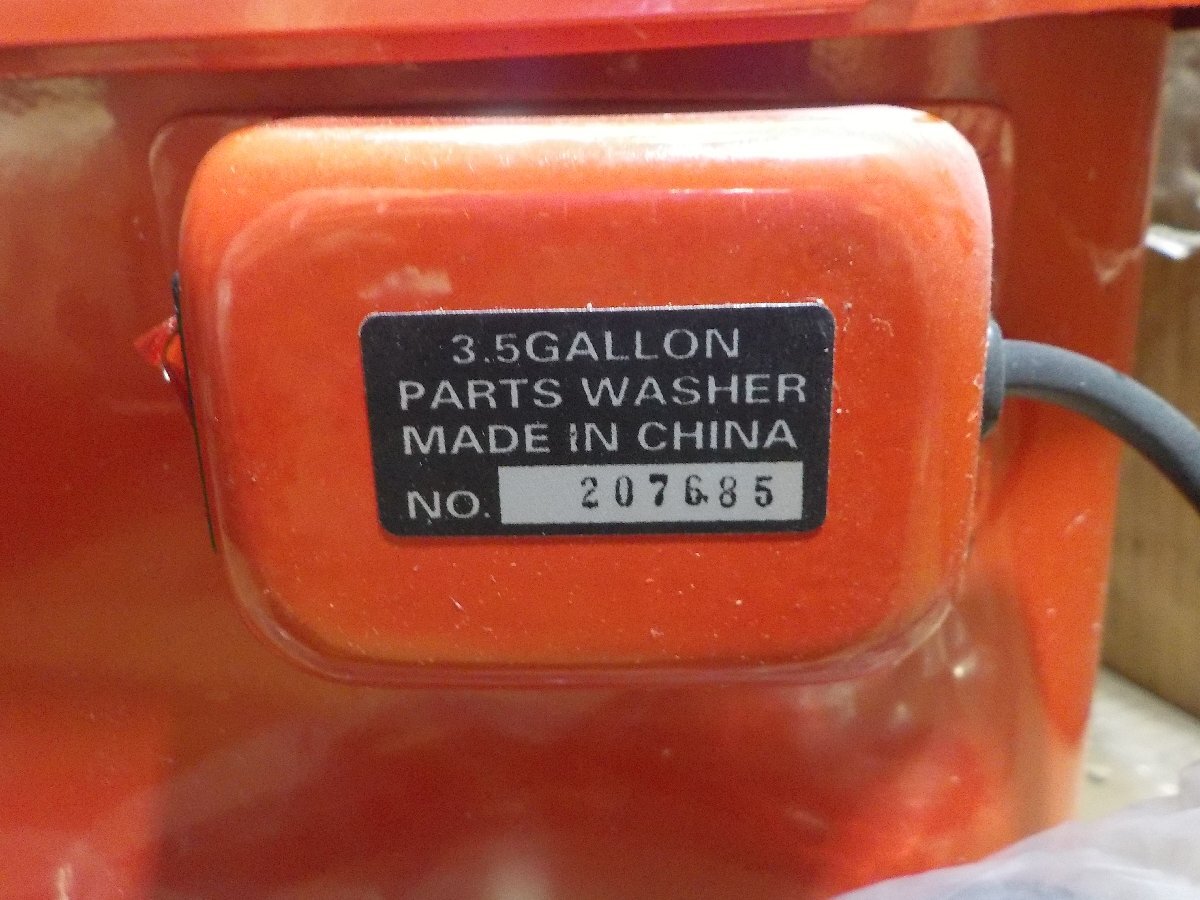 3.5GALLON
PARTS WASHER
MADE IN CHINA
NO. 207685